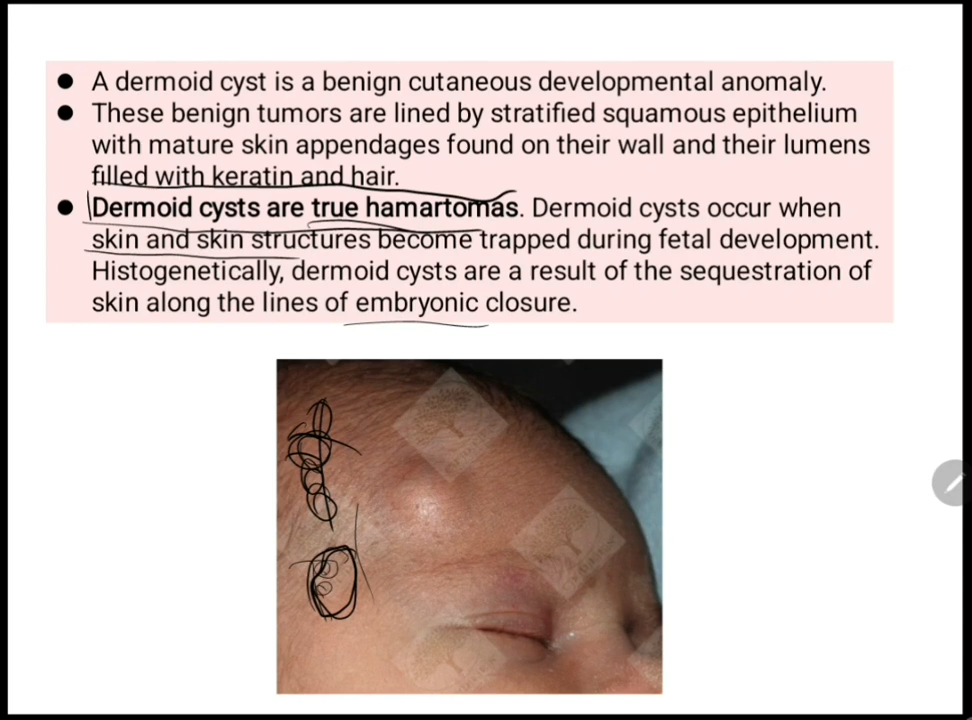 ● A dermoid cyst is a benign cutaneous developmental anomaly.
● These benign tumors are lined by stratified squamous epithelium
with mature skin appendages found on their wall and their lumens
filled with keratin and hair.
● Dermoid cysts are true hamartomas. Dermoid cysts occur when
skin and skin structures become trapped during fetal development.
Histogenetically, dermoid cysts are a result of the sequestration of
skin along the lines of embryonic closure.